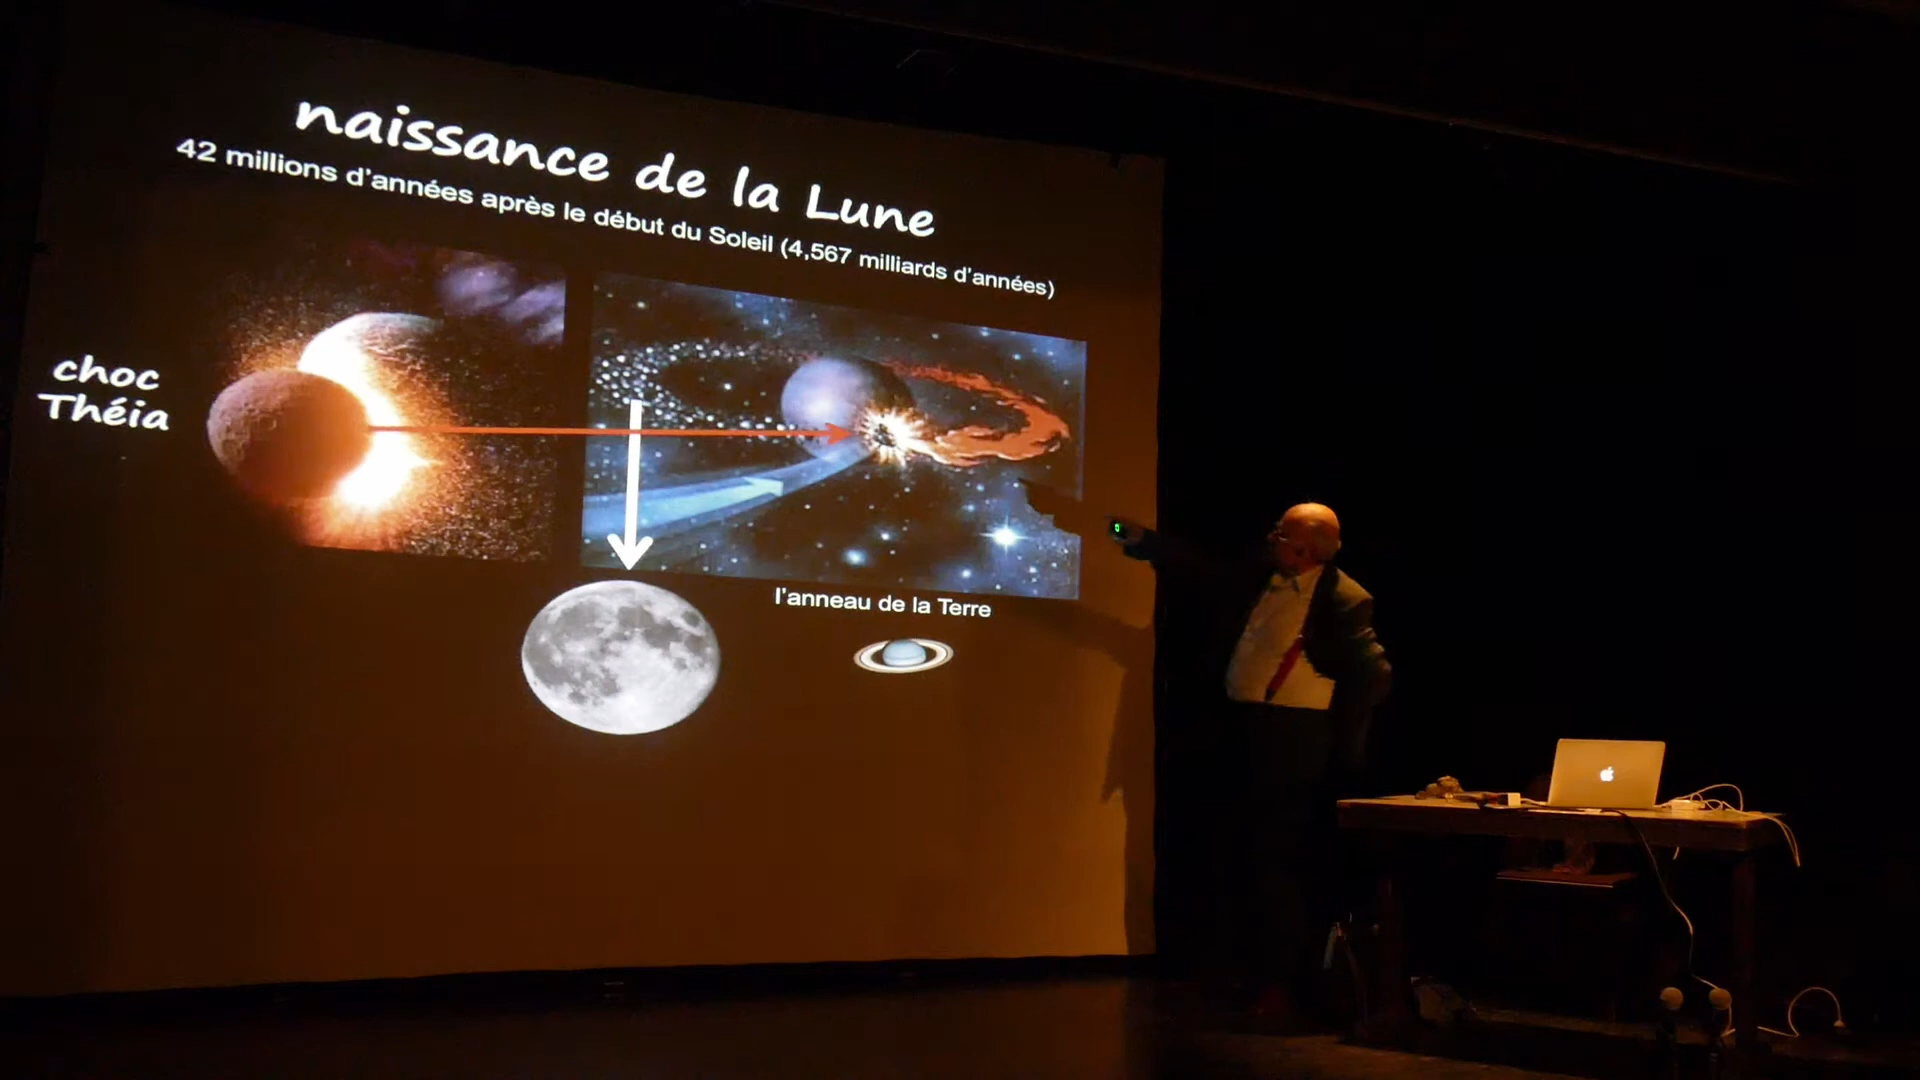 naissance de la Lune
42 millions d'années après le début du Soleil (4,567 milliards d'années)
choc
Théia
l'anneau de la Terre